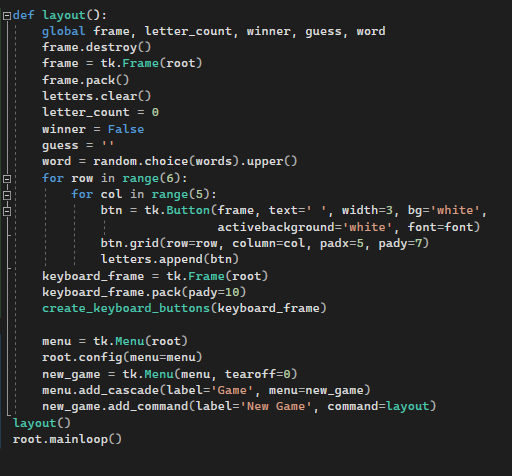 def layout():
    global frame, letter_count, winner, guess, word
    frame.destroy()
    frame = tk.Frame(root)
    frame.pack()
    letters.clear()
    letter_count = 0
    winner = False
    guess = ''
    word = random.choice(words).upper()
    for row in range(6):
        for col in range(5):
            btn = tk.Button(frame, text=' ', width=3, bg='white',
                            activebackground='white', font=font)
            btn.grid(row=row, column=col, padx=5, pady=7)
            letters.append(btn)
    keyboard_frame = tk.Frame(root)
    keyboard_frame.pack(pady=10)
    create_keyboard_buttons(keyboard_frame)

    menu = tk.Menu(root)
    root.config(menu=menu)
    new_game = tk.Menu(menu, tearoff=0)
    menu.add_cascade(label='Game', menu=new_game)
    new_game.add_command(label='New Game', command=layout)
layout()
root.mainloop()